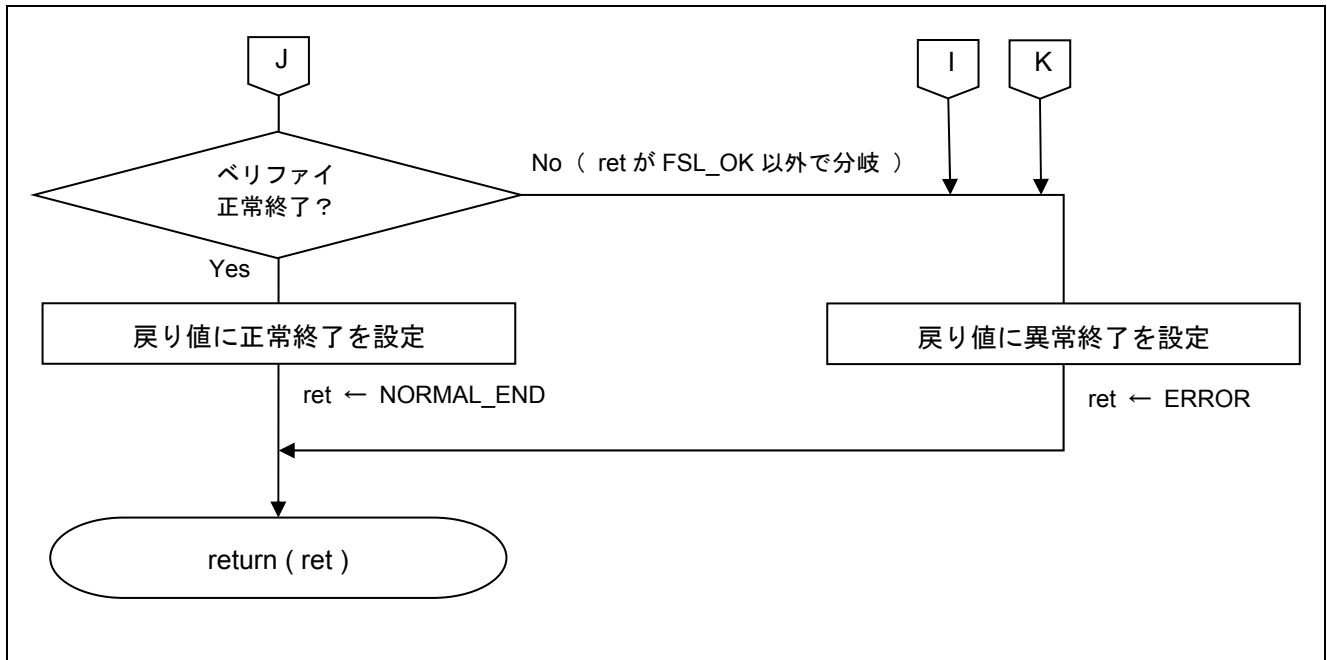 J
I
K
ベリファイ
正常終了？
No（ ret が FSL_OK 以外で分岐 ）
Yes
戻り値に正常終了を設定
戻り値に異常終了を設定
ret ← NORMAL_END
ret ← ERROR
return ( ret )